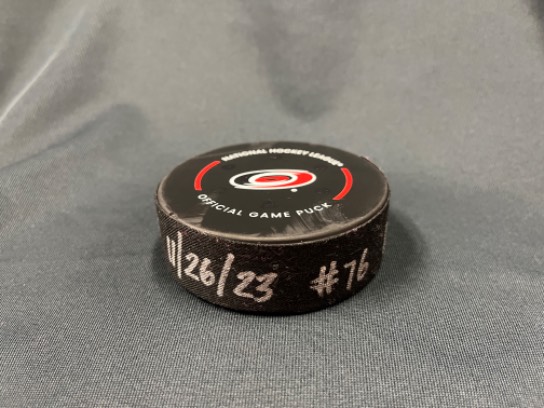 NATIONAL HOCKEY LEAGUE
OFFICIAL GAME PUCK
11/26/23 #76